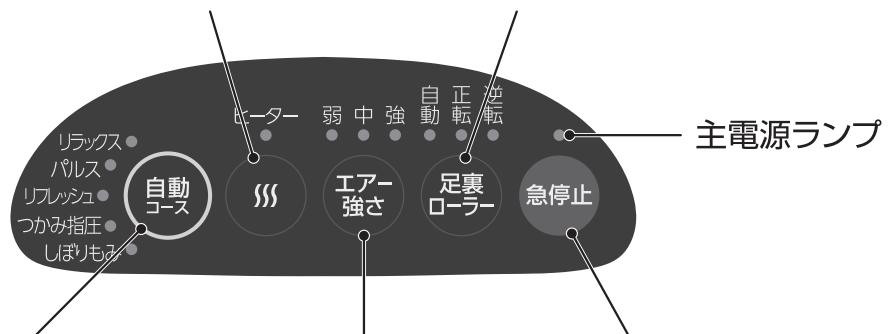 ヒーター
弱
中
強
自動
正転
逆転
主電源ランプ
リラックス
パルス
リフレッシュ
つかみ指圧
しぼりもみ
自動
コース
エアー
強さ
足裏
ローラー
急停止